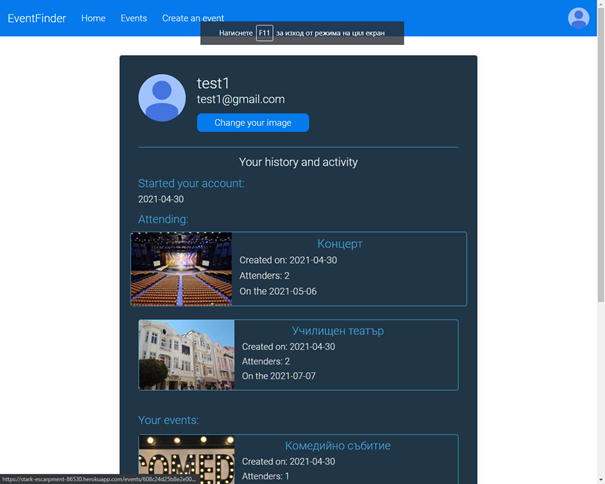 EventFinder Home Events Create an event
Натиснете F11 за изход от режима на цял екран
test1
test1@gmail.com
Change your image
Your history and activity
Started your account:
2021-04-30
Attending:
Концерт
Created on: 2021-04-30
Attenders: 2
On the 2021-05-06
Училищен театър
Created on: 2021-04-30
Attenders: 2
On the 2021-07-07
Your events:
Комедийно събитие
COMED
Created on: 2021-04-30
Attenders: 1
https://stark-escarpment-86530.herokuapp.com/events/608c24d25b8e2e00...